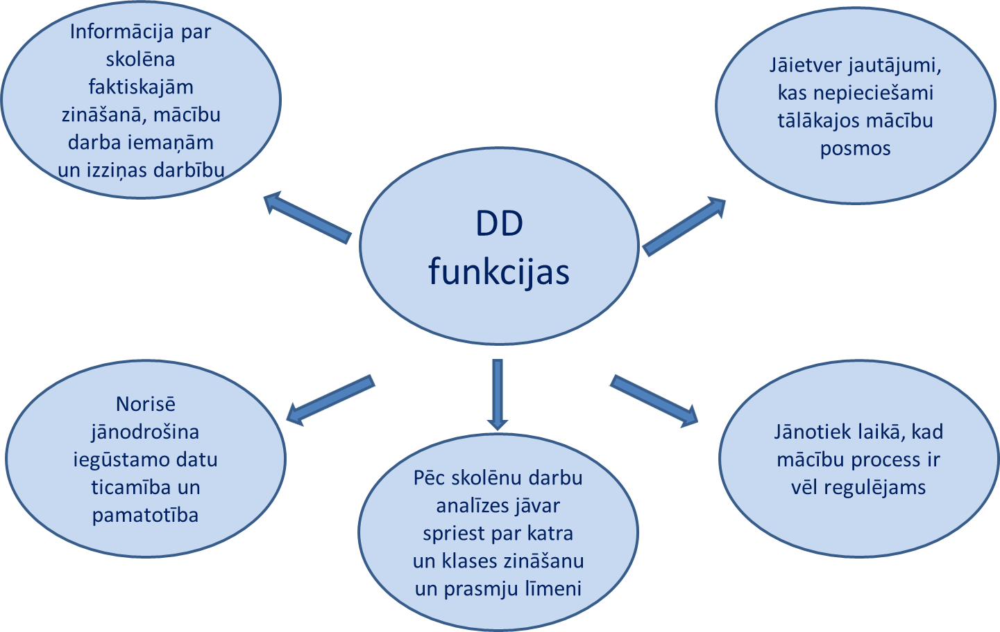 Informācija par
skolēna
faktiskajām
zināšanā, mācību
darba iemaņām
un izziņas darbību
Jāietver jautājumi,
kas nepieciešami
tālākajos mācību
posmos
DD
funkcijas
Norisē
jānodrošina
iegūstamo datu
ticamība un
pamatotība
Pēc skolēnu darbu
analīzes jāvar
spriest par katra
un klases zināšanu
un prasmju līmeni
Jānotiek laikā, kad
mācību process ir
vēl regulējams